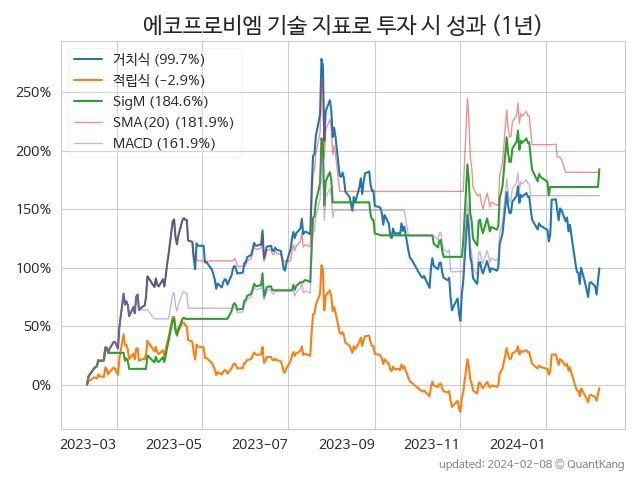 에코프로비엠 기술 지표로 투자 시 성과 (1년)
거치식 (99.7%)
적립식 (-2.9%)
SigM (184.6%)
SMA(20) (181.9%)
MACD (161.9%)
250%
200%
150%
100%
50%
0%
2023-03 2023-05 2023-07 2023-09 2023-11 2024-01
updated: 2024-02-08 © QuantKang